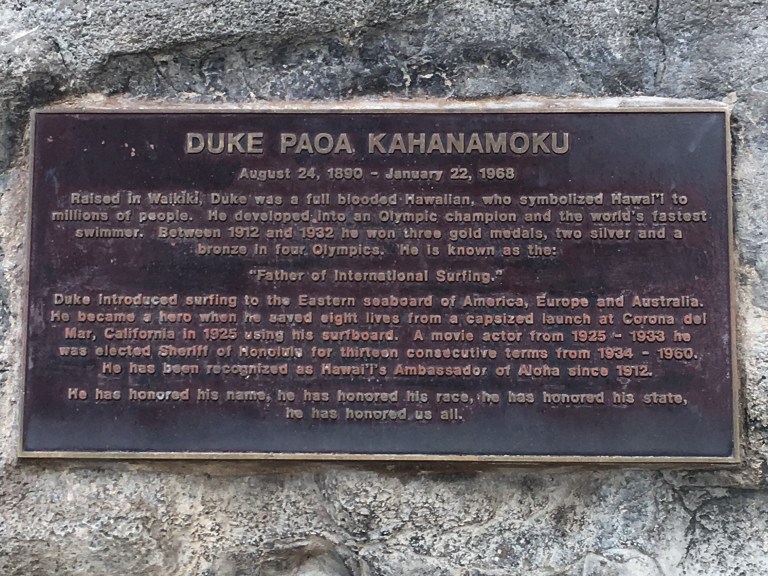 DUKE PAOA KAHANAMOKU
August 24, 1890 - January 22, 1968
Raised in Waikiki, Duke was a full blooded Hawaiian, who symbolized Hawai'i to
millions of people. He developed into an Olympic champion and the world's fastest
swimmer. Between 1912 and 1932 he won three gold medals, two silver and a
bronze in four Olympics. He is known as the:
"Father of International Surfing."
Duke introduced surfing to the Eastern seaboard of America, Europe and Australia.
He became a hero when he saved eight lives from a capsized launch at Corona del
Mar, California in 1925 using his surfboard. A movie actor from 1925 - 1933 he
was elected Sheriff of Honolulu for thirteen consecutive terms from 1934 - 1960.
He has been recognized as Hawai'i's Ambassador of Aloha since 1912.
He has honored his name, he has honored his race, he has honored his state,
he has honored us all.